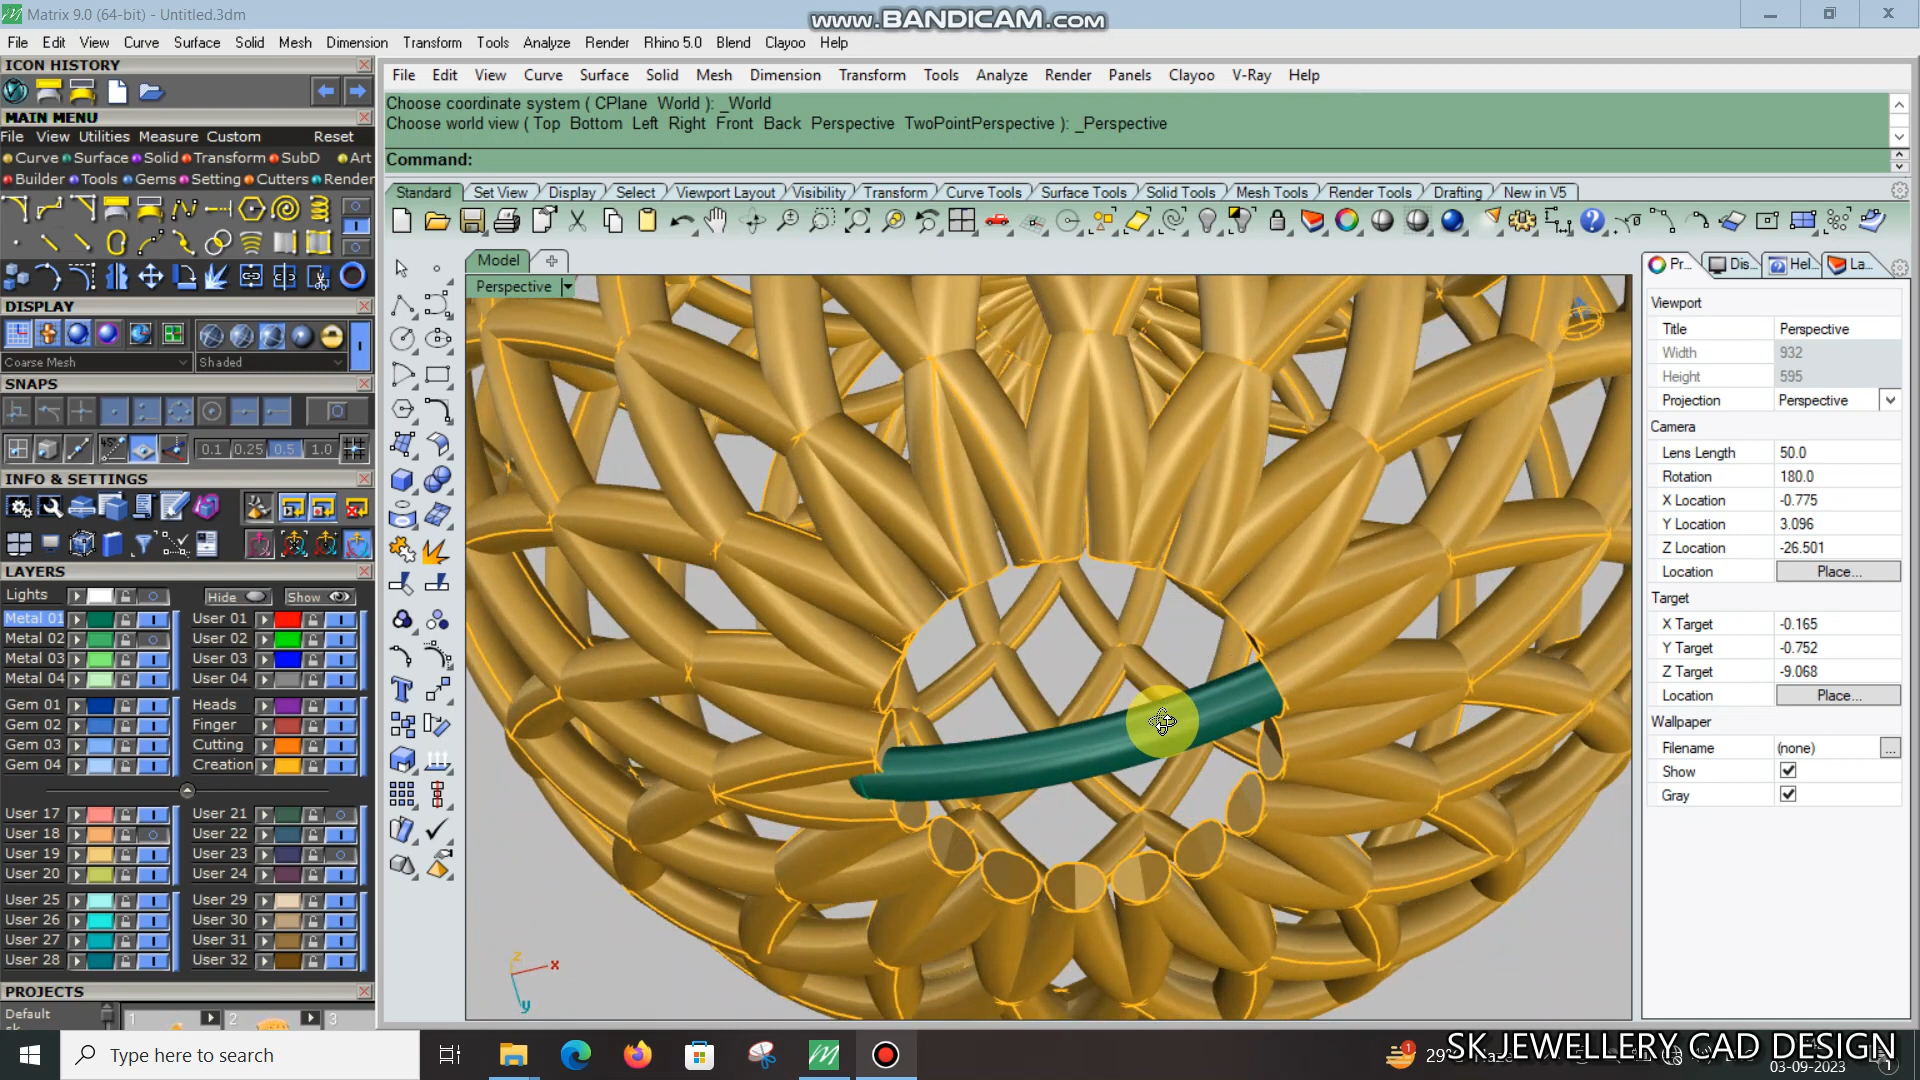 Matrix 9.0 (64-bit) - Untitled.3dm
www.BANDICAM.com
File Edit View Curve Surface Solid Mesh Dimension Transform Tools Analyze Render Rhino 5.0 Blend Clayoo Help
ICON HISTORY
MAIN MENU
File View Utilities Measure Custom Reset
Curve Surface Solid Transform SubD Art
Builder Tools Gems Setting Cutters Render
DISPLAY
Coarse Mesh Shaded
SNAPS
0.1 0.25 0.5 1.0
INFO & SETTINGS
LAYERS
Lights Hide Show
Metal 01 User 01
Metal 02 User 02
Metal 03 User 03
Metal 04 User 04
Gem 01 Heads
Gem 02 Finger
Gem 03 Cutting
Gem 04 Creation
User 17 User 21
User 18 User 22
User 19 User 23
User 20 User 24
User 25 User 29
User 26 User 30
User 27 User 31
User 28 User 32
PROJECTS
Default 1 2 3
File Edit View Curve Surface Solid Mesh Dimension Transform Tools Analyze Render Panels Clayoo V-Ray Help
Choose coordinate system ( CPlane World ): _World
Choose world view ( Top Bottom Left Right Front Back Perspective TwoPointPerspective ): _Perspective
Command:
Standard Set View Display Select Viewport Layout Visibility Transform Curve Tools Surface Tools Solid Tools Mesh Tools Render Tools Drafting New in V5
Model
Perspective
z x y
Pr... Dis... Hel... La...
Viewport
Title Perspective
Width 932
Height 595
Projection Perspective
Camera
Lens Length 50.0
Rotation 180.0
X Location -0.775
Y Location 3.096
Z Location -26.501
Location Place...
Target
X Target -0.165
Y Target -0.752
Z Target -9.068
Location Place...
Wallpaper
Filename (none) ...
Show
Gray
Type here to search
29°
SK JEWELLERY CAD DESIGN
03-09-2023
1